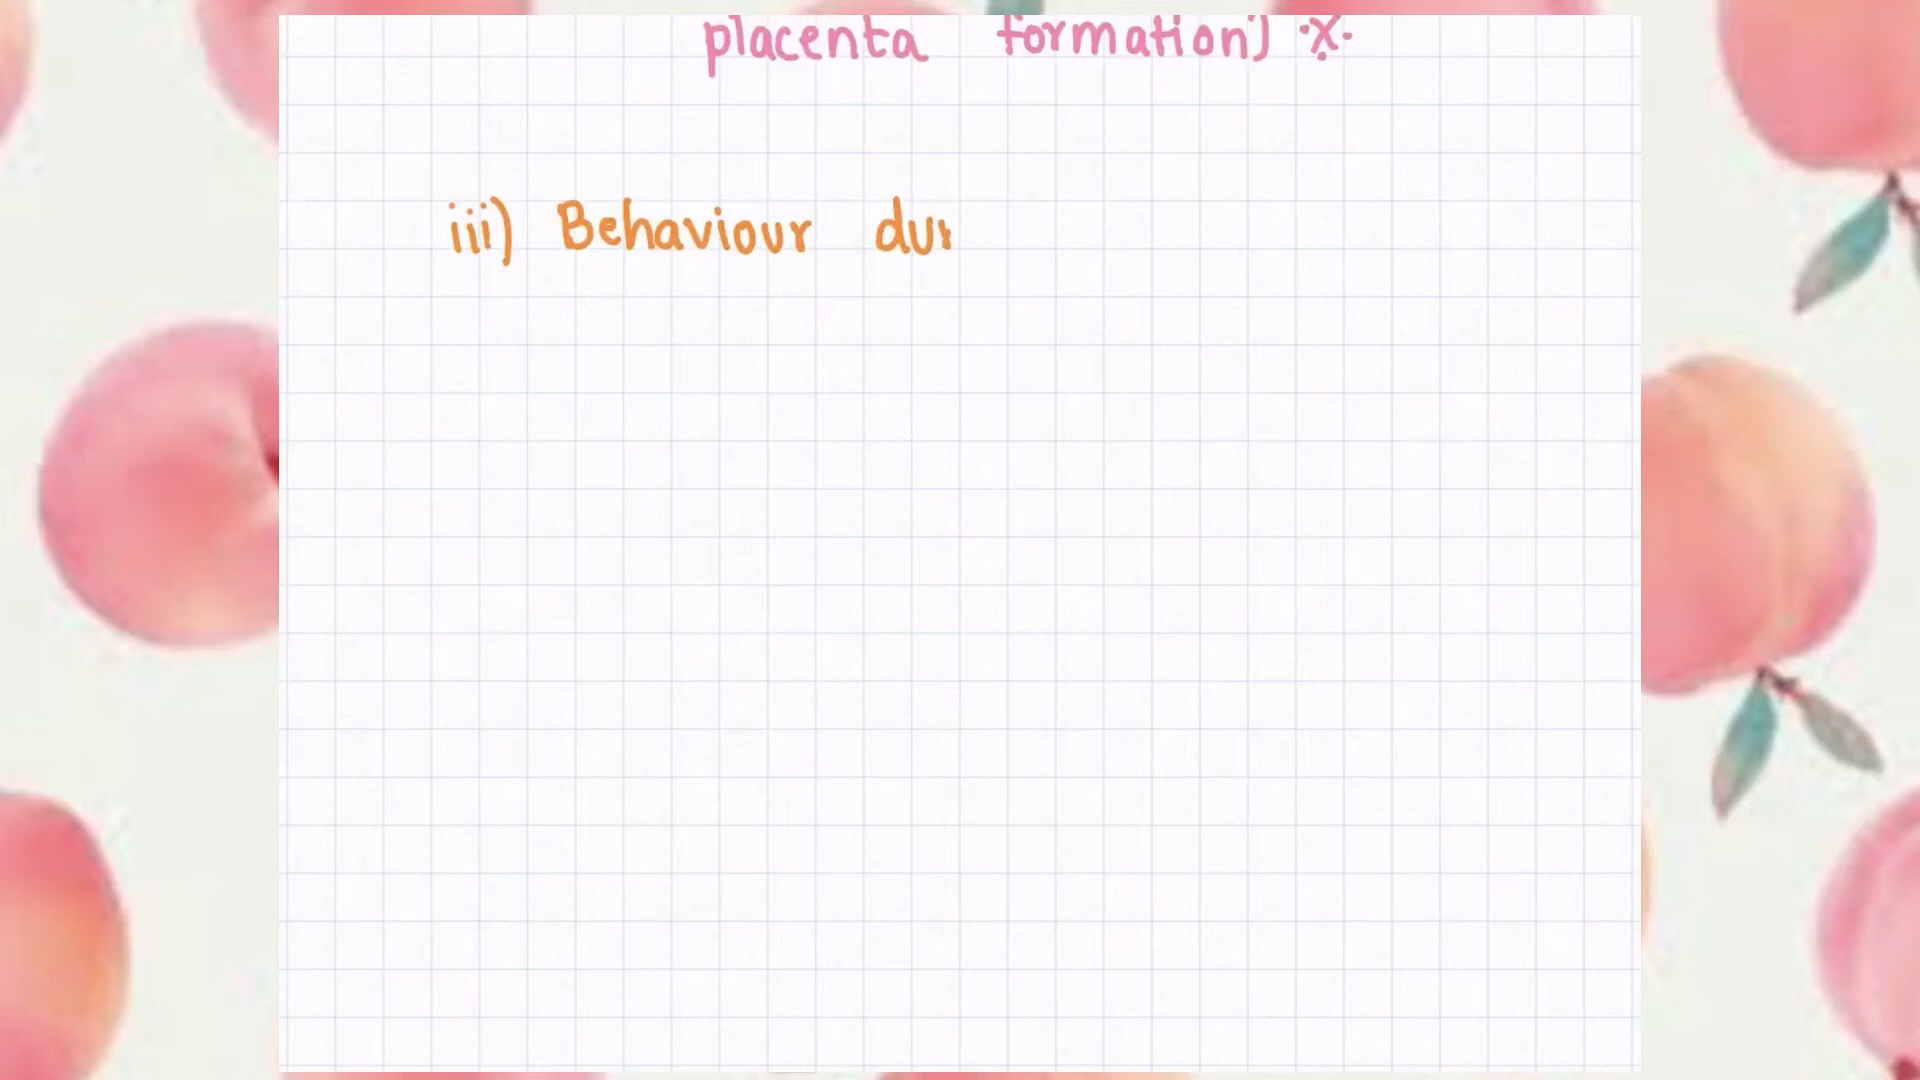 placenta formation) ※
iii) Behaviour du